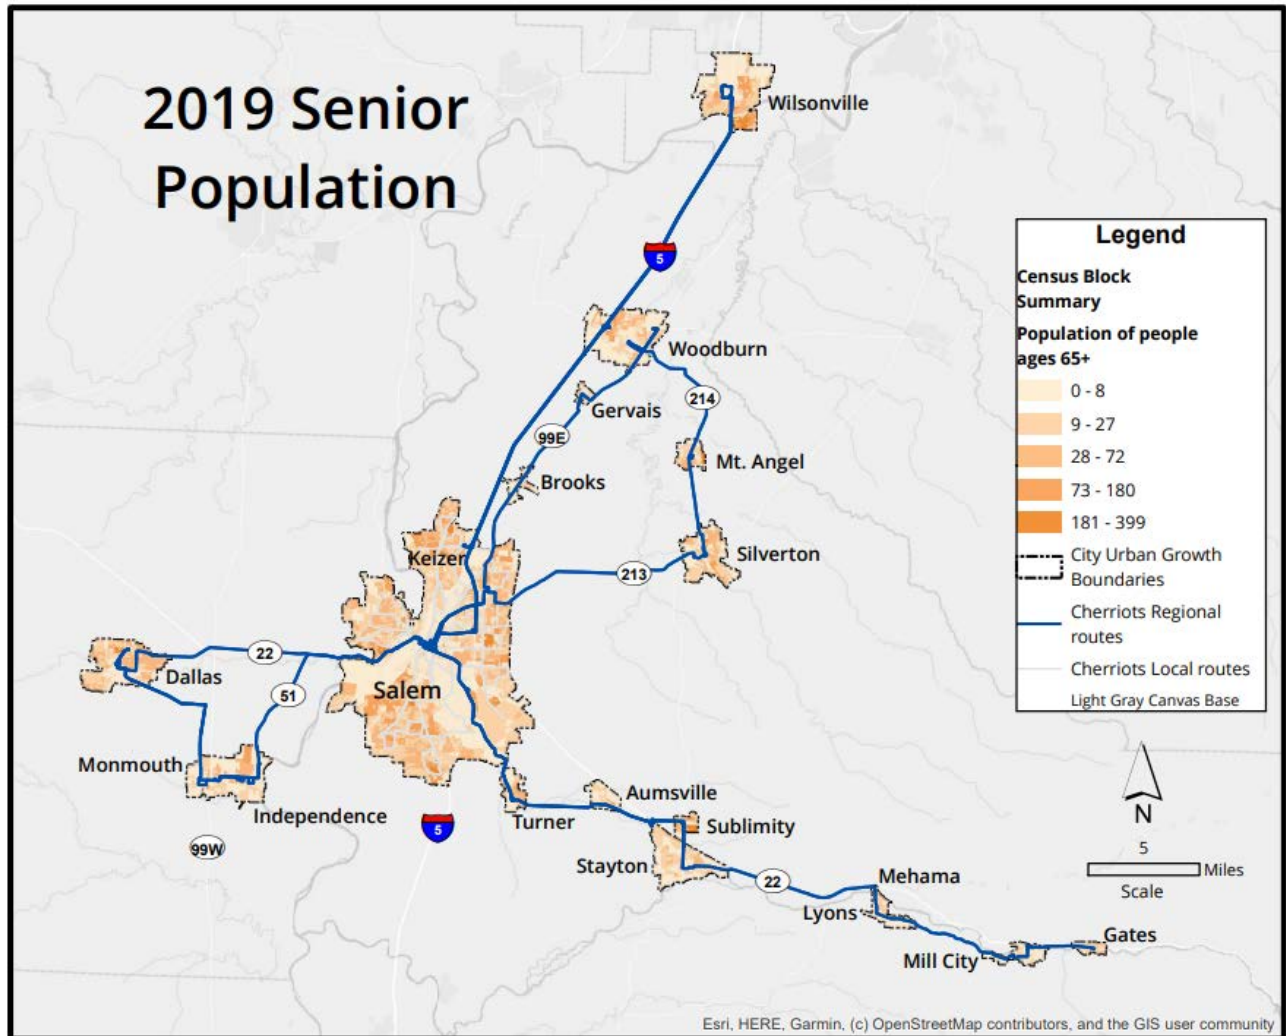 2019 Senior
Population
Wilsonville
5
Woodburn
Gervais
214
99E
Mt. Angel
Brooks
Silverton
Keizer
213
22
Dallas
51
Salem
Monmouth
Independence
99W
5
Turner
Aumsville
Sublimity
Stayton
22
Mehama
Lyons
Mill City
Gates
Legend
Census Block
Summary
Population of people
ages 65+
0 - 8
9 - 27
28 - 72
73 - 180
181 - 399
City Urban Growth
Boundaries
Cherriots Regional
routes
Cherriots Local routes
Light Gray Canvas Base
N
5
Miles
Scale
Esri, HERE, Garmin, (c) OpenStreetMap contributors, and the GIS user community